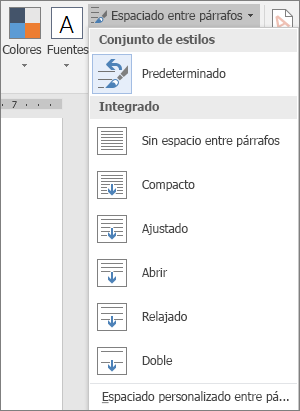 Espaciado entre párrafos
Colores
Fuentes
A
Conjunto de estilos
Predeterminado
7
Integrado
Sin espacio entre párrafos
Compacto
Ajustado
Abrir
Relajado
Doble
Espaciado personalizado entre pá...